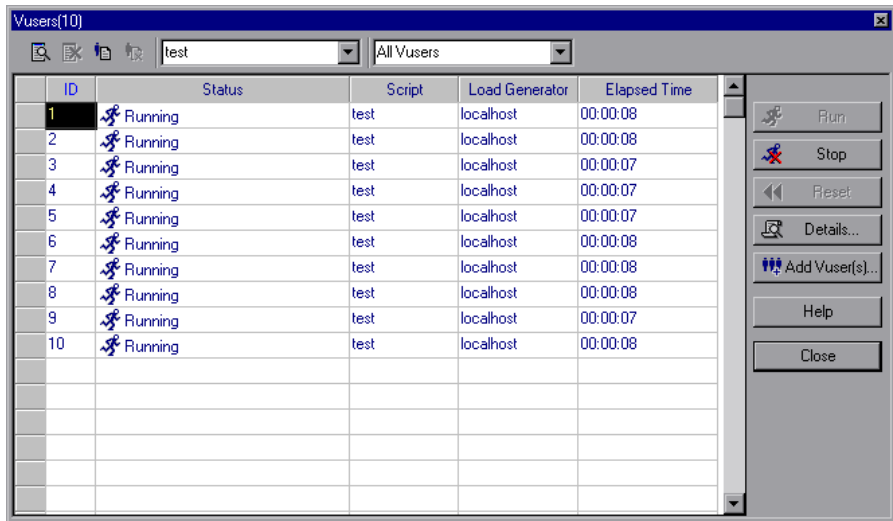 Vusers(10)
test All Vusers
ID Status Script Load Generator Elapsed Time
1 Running test localhost 00:00:08
2 Running test localhost 00:00:08
3 Running test localhost 00:00:07
4 Running test localhost 00:00:07
5 Running test localhost 00:00:07
6 Running test localhost 00:00:08
7 Running test localhost 00:00:08
8 Running test localhost 00:00:08
9 Running test localhost 00:00:07
10 Running test localhost 00:00:08
Run
Stop
Reset
Details...
Add Vuser(s)...
Help
Close